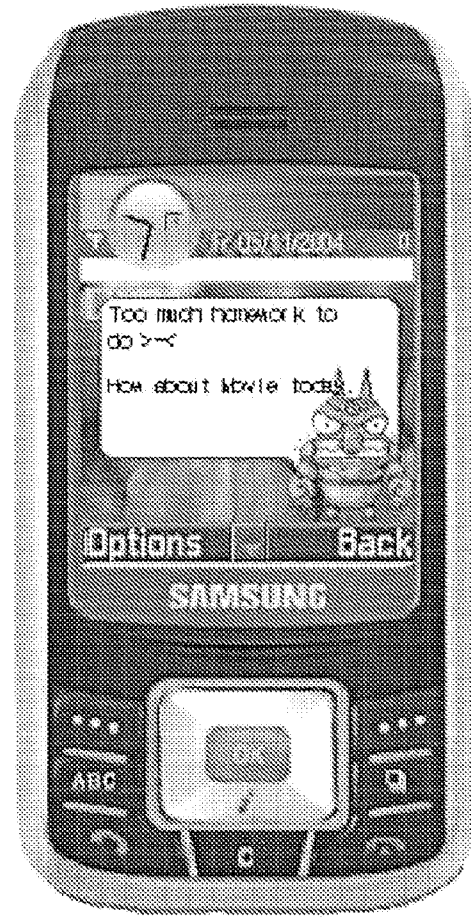 Too much homework to
do >~<
How about Movie today.
Options Back
SAMSUNG
OK
ABC
C